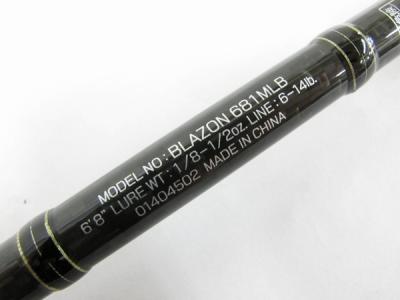 MODEL-NO: BLAZON 681MLB
6'8" LURE WT: 1/8-1/2oz. LINE: 6-14lb.
01404502 MADE IN CHINA